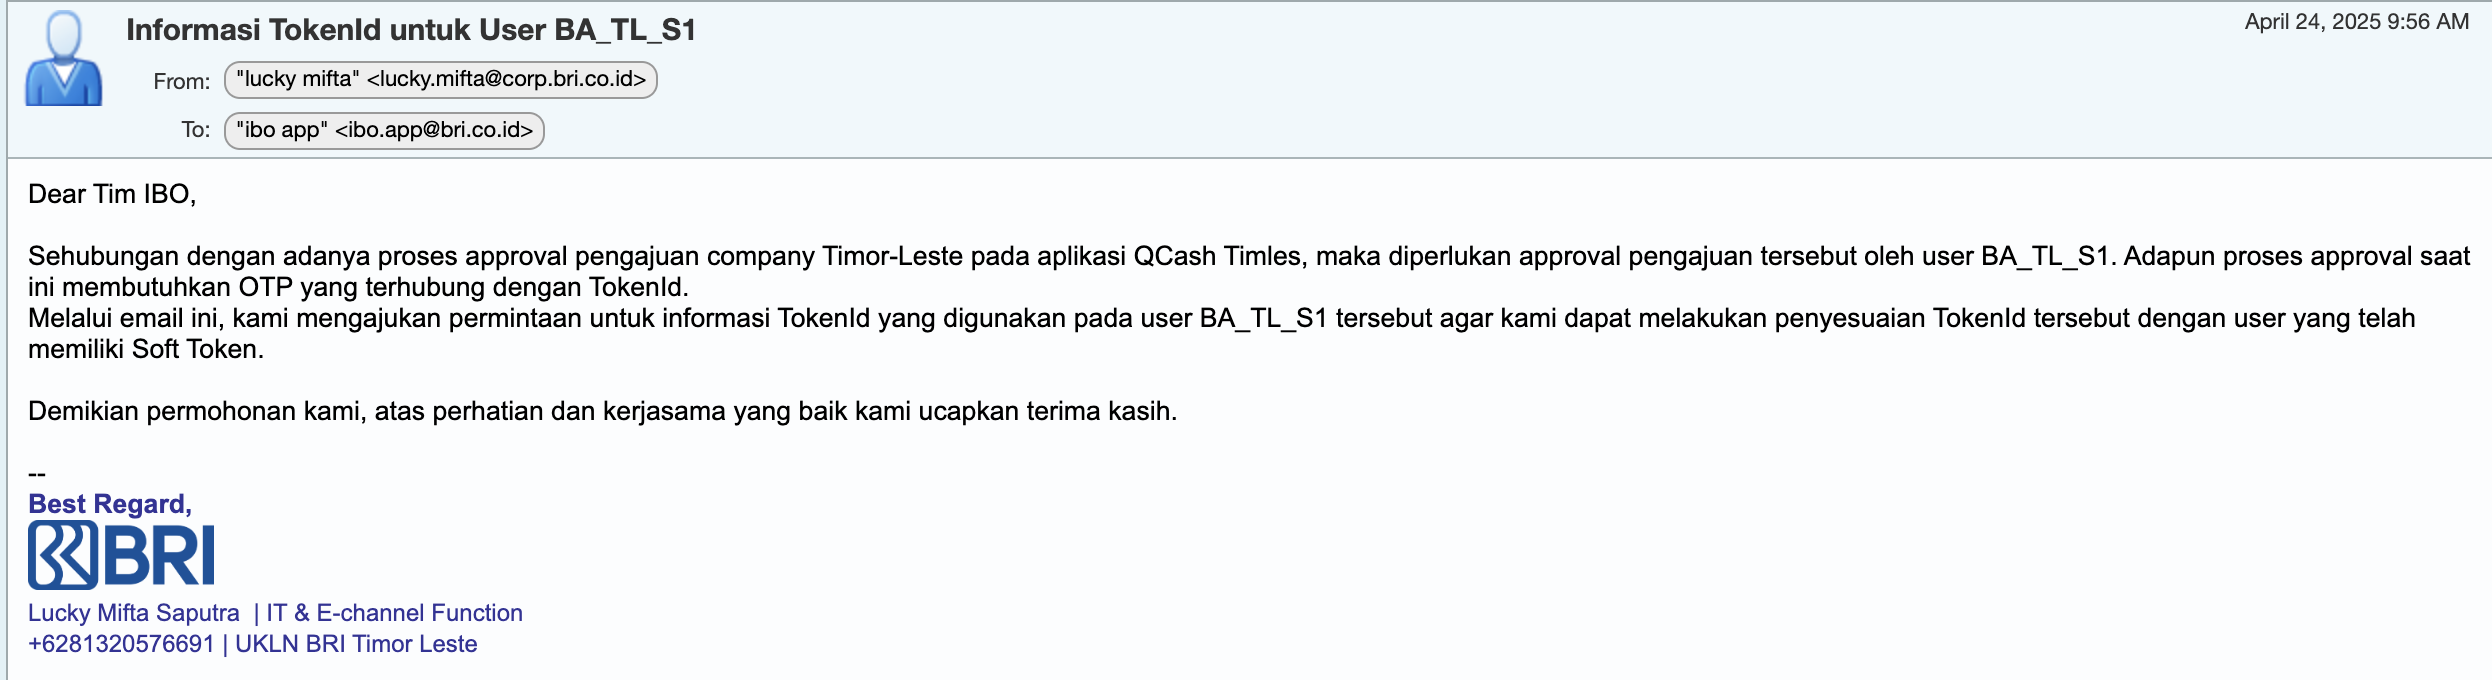 Informasi TokenId untuk User BA_TL_S1
April 24, 2025 9:56 AM
From: "lucky mifta" <lucky.mifta@corp.bri.co.id>
To: "ibo app" <ibo.app@bri.co.id>
Dear Tim IBO,
Sehubungan dengan adanya proses approval pengajuan company Timor-Leste pada aplikasi QCash Timles, maka diperlukan approval pengajuan tersebut oleh user BA_TL_S1. Adapun proses approval saat
ini membutuhkan OTP yang terhubung dengan TokenId.
Melalui email ini, kami mengajukan permintaan untuk informasi TokenId yang digunakan pada user BA_TL_S1 tersebut agar kami dapat melakukan penyesuaian TokenId tersebut dengan user yang telah
memiliki Soft Token.
Demikian permohonan kami, atas perhatian dan kerjasama yang baik kami ucapkan terima kasih.
--
Best Regard,
BRI
Lucky Mifta Saputra | IT & E-channel Function
+6281320576691 | UKLN BRI Timor Leste